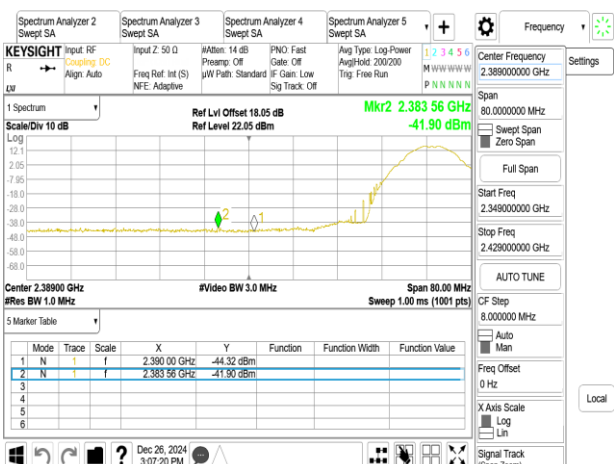 Spectrum Analyzer 2
Swept SA
Spectrum Analyzer 3
Swept SA
Spectrum Analyzer 4
Swept SA
Spectrum Analyzer 5
Swept SA
Frequency
KEYSIGHT
R
LXI
Input: RF
Coupling: DC
Align: Auto
Input Z: 50 Ω
Freq Ref: Int (S)
NFE: Adaptive
#Atten: 14 dB
Preamp: Off
µW Path: Standard
PNO: Fast
Gate: Off
IF Gain: Low
Sig Track: Off
Avg Type: Log-Power
Avg|Hold: 200/200
Trig: Free Run
1 2 3 4 5 6
M W W W W W
P N N N N N
1 Spectrum
Scale/Div 10 dB
Ref Lvl Offset 18.05 dB
Ref Level 22.05 dBm
Mkr2 2.383 56 GHz
-41.90 dBm
Log
12.1
2.05
-7.95
-18.0
-28.0
-38.0
-48.0
-58.0
-68.0
2
1
Center 2.38900 GHz
#Video BW 3.0 MHz
Span 80.00 MHz
#Res BW 1.0 MHz
Sweep 1.00 ms (1001 pts)
5 Marker Table
Mode Trace Scale X Y Function Function Width Function Value
1 N 1 f 2.390 00 GHz -44.32 dBm
2 N 1 f 2.383 56 GHz -41.90 dBm
3
4
5
6
?
Dec 26, 2024
3:07:20 PM
Center Frequency
2.389000000 GHz
Settings
Span
80.0000000 MHz
Swept Span
Zero Span
Full Span
Start Freq
2.349000000 GHz
Stop Freq
2.429000000 GHz
AUTO TUNE
CF Step
8.000000 MHz
Auto
Man
Freq Offset
0 Hz
Local
X Axis Scale
Log
Lin
Signal Track
(Span Zoom)